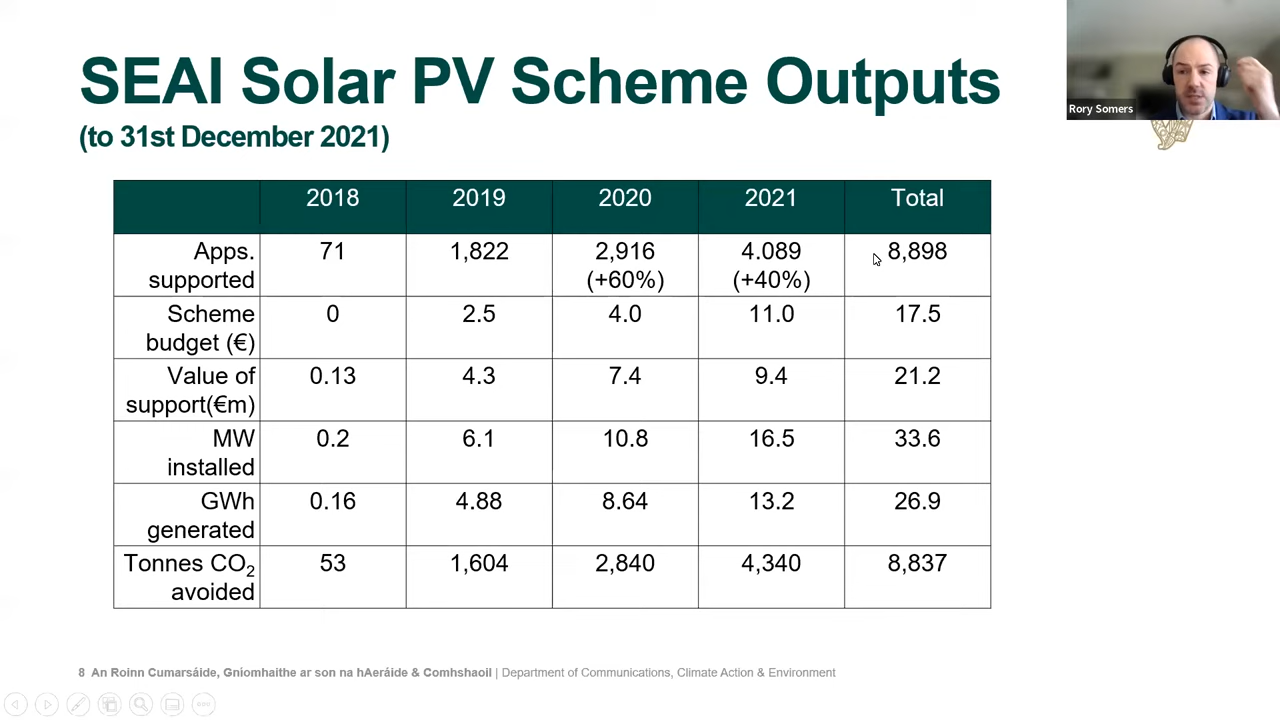 SEAI Solar PV Scheme Outputs
(to 31st December 2021)
Rory Somers
2018 2019 2020 2021 Total
Apps. supported 71 1,822 2,916 (+60%) 4.089 (+40%) 8,898
Scheme budget (€) 0 2.5 4.0 11.0 17.5
Value of support(€m) 0.13 4.3 7.4 9.4 21.2
MW installed 0.2 6.1 10.8 16.5 33.6
GWh generated 0.16 4.88 8.64 13.2 26.9
Tonnes CO₂ avoided 53 1,604 2,840 4,340 8,837
8 An Roinn Cumarsáide, Gníomhaithe ar son na hAeráide & Comhshaoil | Department of Communications, Climate Action & Environment